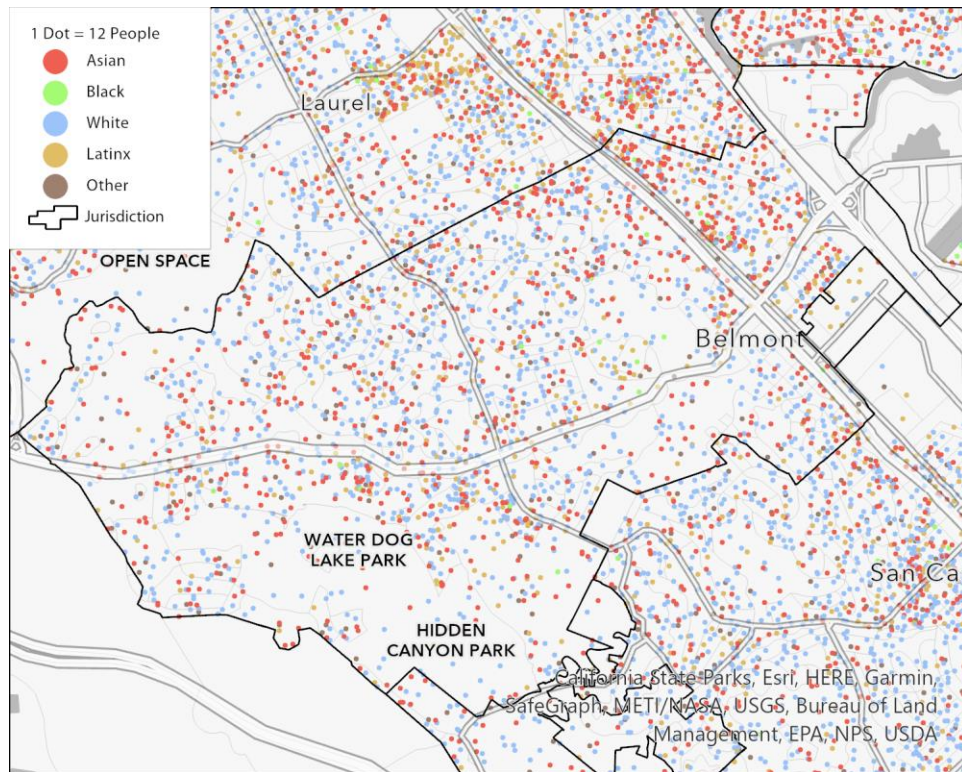 1 Dot = 12 People
Asian
Black
White
Latinx
Other
Jurisdiction
Laurel
OPEN SPACE
Belmont
WATER DOG
LAKE PARK
San Ca
HIDDEN
CANYON PARK
California State Parks, Esri, HERE, Garmin,
SafeGraph, METI/NASA, USGS, Bureau of Land
Management, EPA, NPS, USDA